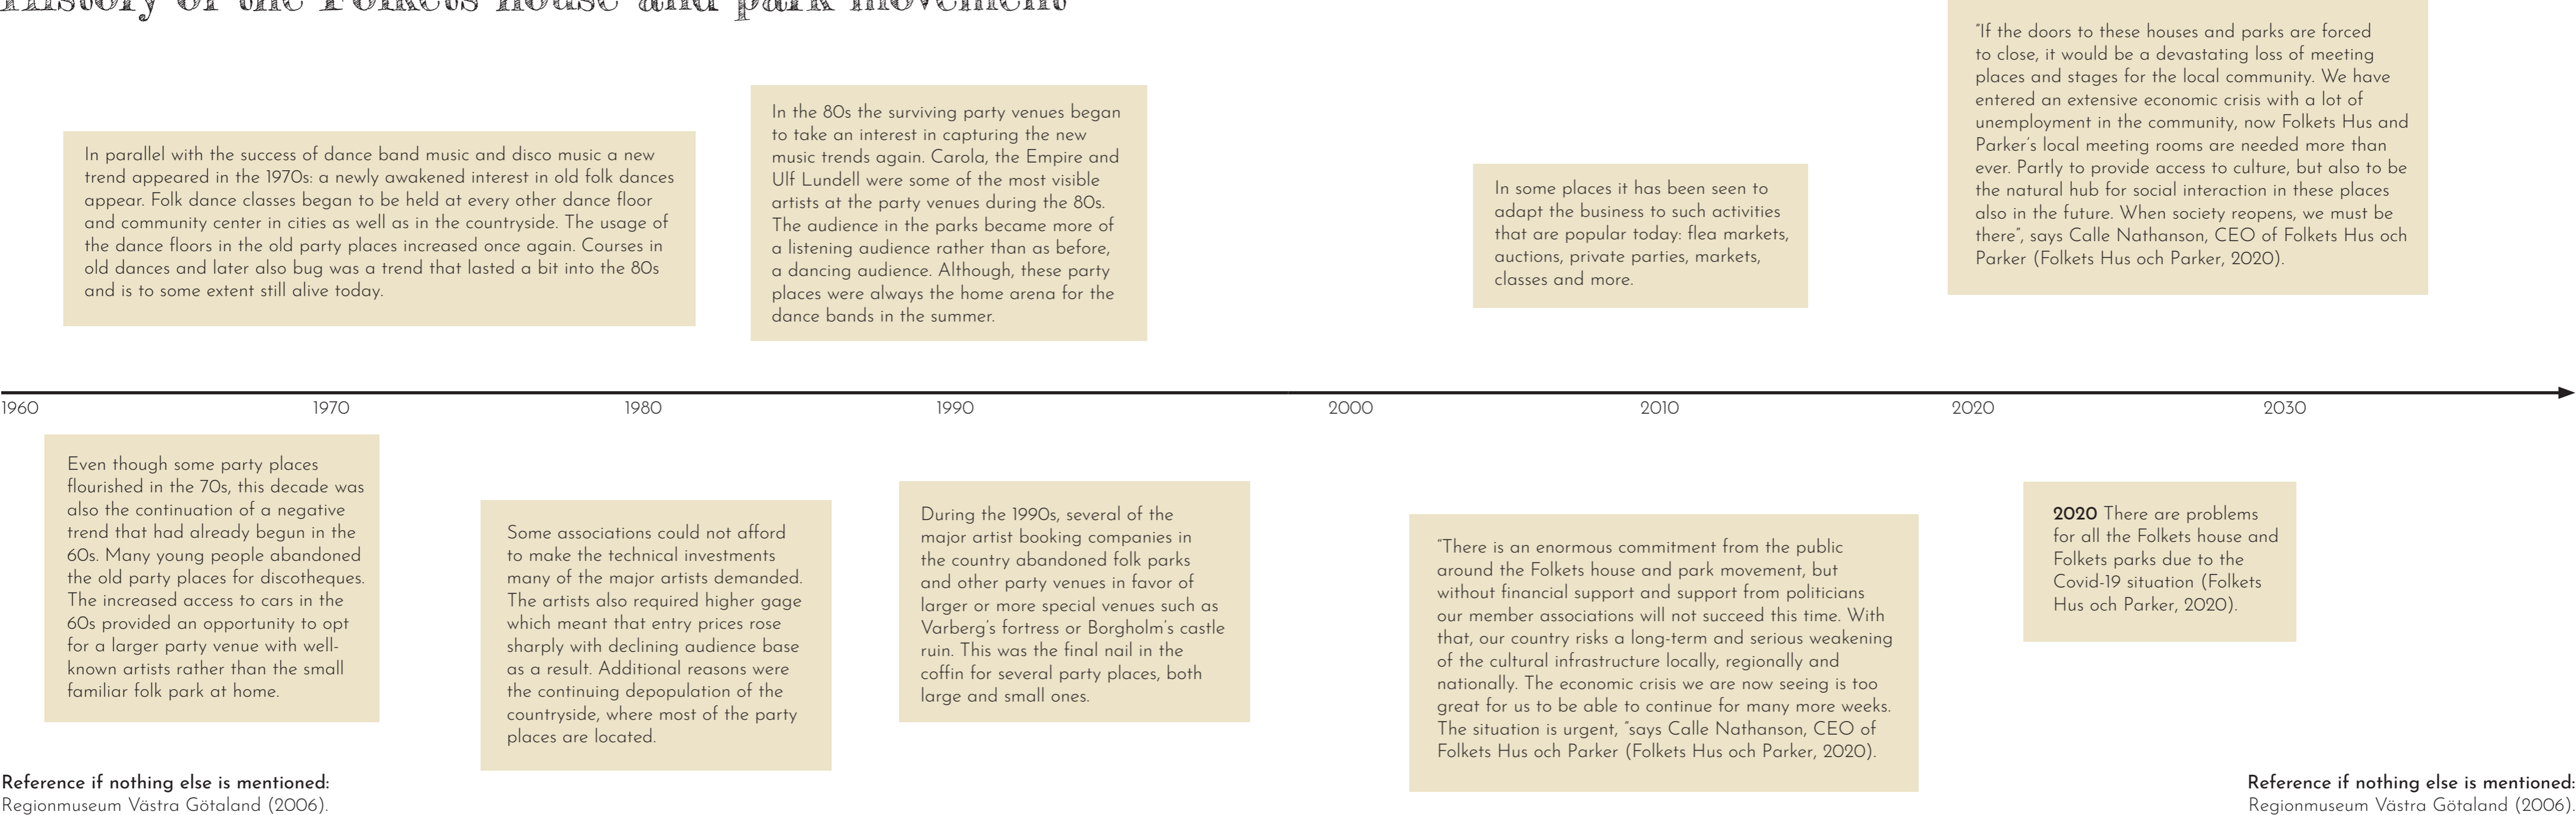 History of the Folkets house and park movement
In parallel with the success of dance band music and disco music a new
trend appeared in the 1970s: a newly awakened interest in old folk dances
appear. Folk dance classes began to be held at every other dance floor
and community center in cities as well as in the countryside. The usage of
the dance floors in the old party places increased once again. Courses in
old dances and later also bug was a trend that lasted a bit into the 80s
and is to some extent still alive today.
In the 80s the surviving party venues began
to take an interest in capturing the new
music trends again. Carola, the Empire and
Ulf Lundell were some of the most visible
artists at the party venues during the 80s.
The audience in the parks became more of
a listening audience rather than as before,
a dancing audience. Although, these party
places were always the home arena for the
dance bands in the summer.
In some places it has been seen to
adapt the business to such activities
that are popular today: flea markets,
auctions, private parties, markets,
classes and more.
"If the doors to these houses and parks are forced
to close, it would be a devastating loss of meeting
places and stages for the local community. We have
entered an extensive economic crisis with a lot of
unemployment in the community, now Folkets Hus and
Parker's local meeting rooms are needed more than
ever. Partly to provide access to culture, but also to be
the natural hub for social interaction in these places
also in the future. When society reopens, we must be
there", says Calle Nathanson, CEO of Folkets Hus och
Parker (Folkets Hus och Parker, 2020).
1960 1970 1980 1990 2000 2010 2020 2030
Even though some party places
flourished in the 70s, this decade was
also the continuation of a negative
trend that had already begun in the
60s. Many young people abandoned
the old party places for discotheques.
The increased access to cars in the
60s provided an opportunity to opt
for a larger party venue with well-
known artists rather than the small
familiar folk park at home.
Some associations could not afford
to make the technical investments
many of the major artists demanded.
The artists also required higher gage
which meant that entry prices rose
sharply with declining audience base
as a result. Additional reasons were
the continuing depopulation of the
countryside, where most of the party
places are located.
During the 1990s, several of the
major artist booking companies in
the country abandoned folk parks
and other party venues in favor of
larger or more special venues such as
Varberg's fortress or Borgholm's castle
ruin. This was the final nail in the
coffin for several party places, both
large and small ones.
"There is an enormous commitment from the public
around the Folkets house and park movement, but
without financial support and support from politicians
our member associations will not succeed this time. With
that, our country risks a long-term and serious weakening
of the cultural infrastructure locally, regionally and
nationally. The economic crisis we are now seeing is too
great for us to be able to continue for many more weeks.
The situation is urgent, "says Calle Nathanson, CEO of
Folkets Hus och Parker (Folkets Hus och Parker, 2020).
2020 There are problems
for all the Folkets house and
Folkets parks due to the
Covid-19 situation (Folkets
Hus och Parker, 2020).
Reference if nothing else is mentioned:
Regionmuseum Västra Götaland (2006).
Reference if nothing else is mentioned:
Regionmuseum Västra Götaland (2006).